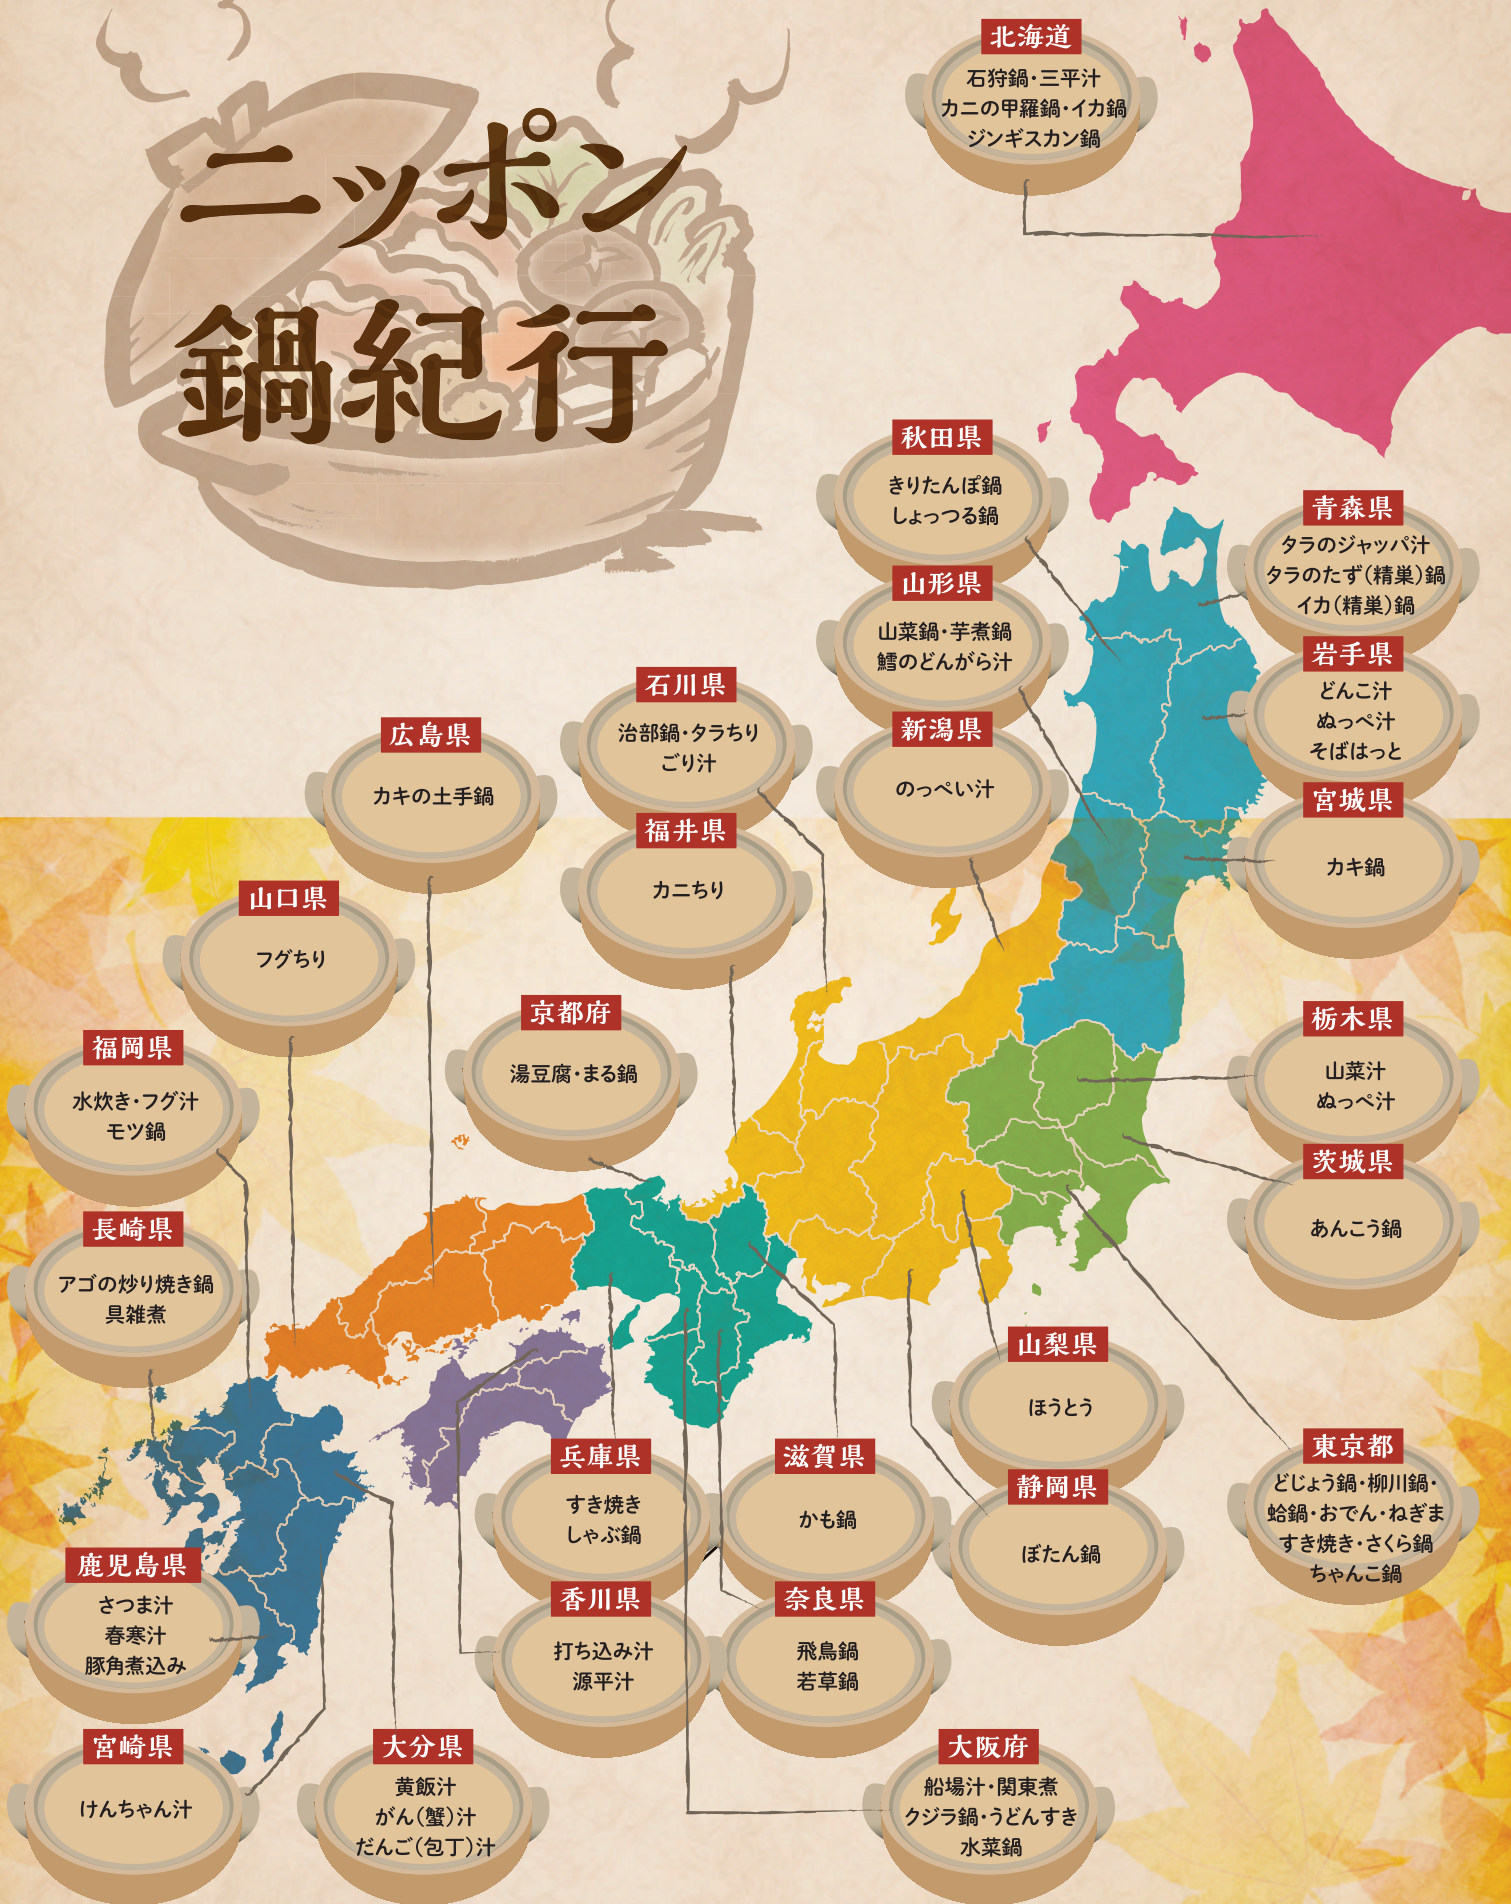 ニッポン
鍋紀行
北海道
石狩鍋・三平汁
カニの甲羅鍋・イカ鍋
ジンギスカン鍋
秋田県
きりたんぽ鍋
しょっつる鍋
青森県
タラのジャッパ汁
タラのたず(精巣)鍋
イカ(精巣)鍋
山形県
山菜鍋・芋煮鍋
鱈のどんがら汁
岩手県
どんこ汁
ぬっぺ汁
そばはっと
新潟県
のっぺい汁
宮城県
カキ鍋
石川県
治部鍋・タラちり
ごり汁
福井県
カニちり
広島県
カキの土手鍋
山口県
フグちり
京都府
湯豆腐・まる鍋
福岡県
水炊き・フグ汁
モツ鍋
長崎県
アゴの炒り焼き鍋
具雑煮
栃木県
山菜汁
ぬっぺ汁
茨城県
あんこう鍋
山梨県
ほうとう
静岡県
ぼたん鍋
東京都
どじょう鍋・柳川鍋・
蛤鍋・おでん・ねぎま
すき焼き・さくら鍋
ちゃんこ鍋
兵庫県
すき焼き
しゃぶ鍋
滋賀県
かも鍋
香川県
打ち込み汁
源平汁
奈良県
飛鳥鍋
若草鍋
鹿児島県
さつま汁
春寒汁
豚角煮込み
宮崎県
けんちゃん汁
大分県
黄飯汁
がん(蟹)汁
だんご(包丁)汁
大阪府
船場汁・関東煮
クジラ鍋・うどんすき
水菜鍋